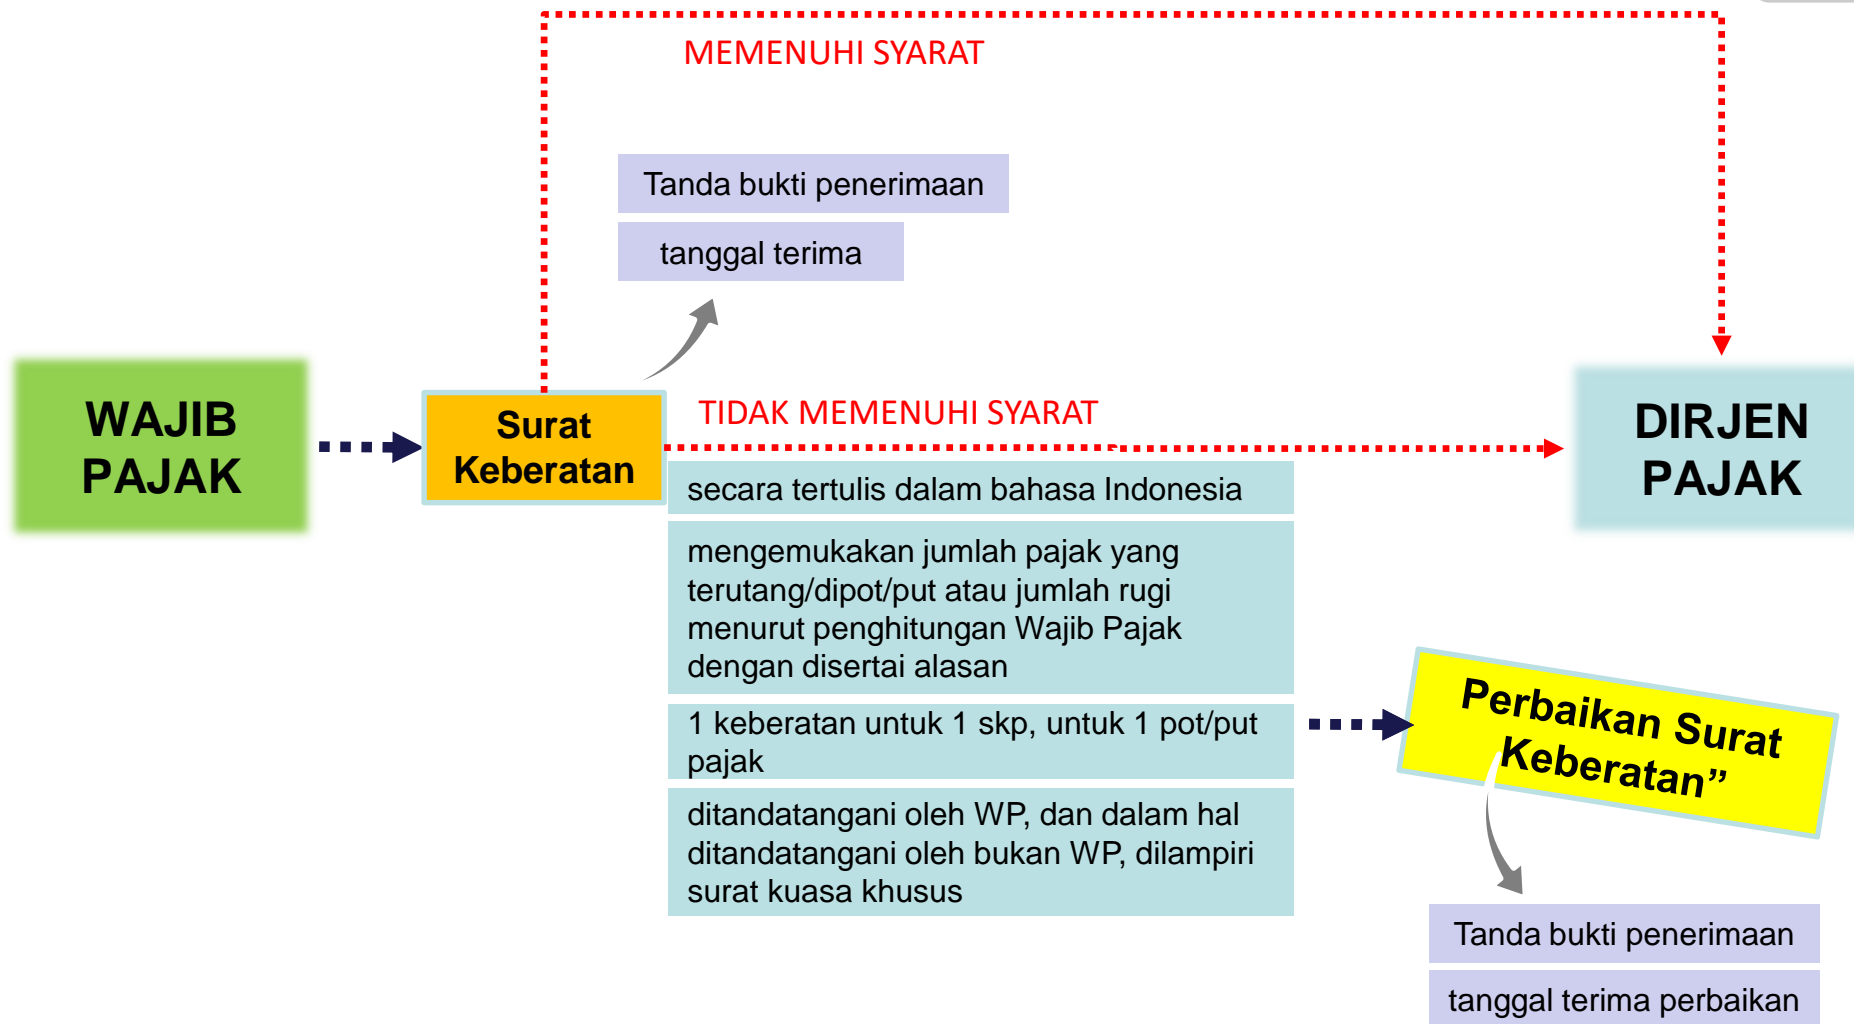 MEMENUHI SYARAT
Tanda bukti penerimaan
tanggal terima
WAJIB
PAJAK
Surat
Keberatan
TIDAK MEMENUHI SYARAT
DIRJEN
PAJAK
secara tertulis dalam bahasa Indonesia
mengemukakan jumlah pajak yang
terutang/dipot/put atau jumlah rugi
menurut penghitungan Wajib Pajak
dengan disertai alasan
1 keberatan untuk 1 skp, untuk 1 pot/put
pajak
ditandatangani oleh WP, dan dalam hal
ditandatangani oleh bukan WP, dilampiri
surat kuasa khusus
Perbaikan Surat
Keberatan”
Tanda bukti penerimaan
tanggal terima perbaikan